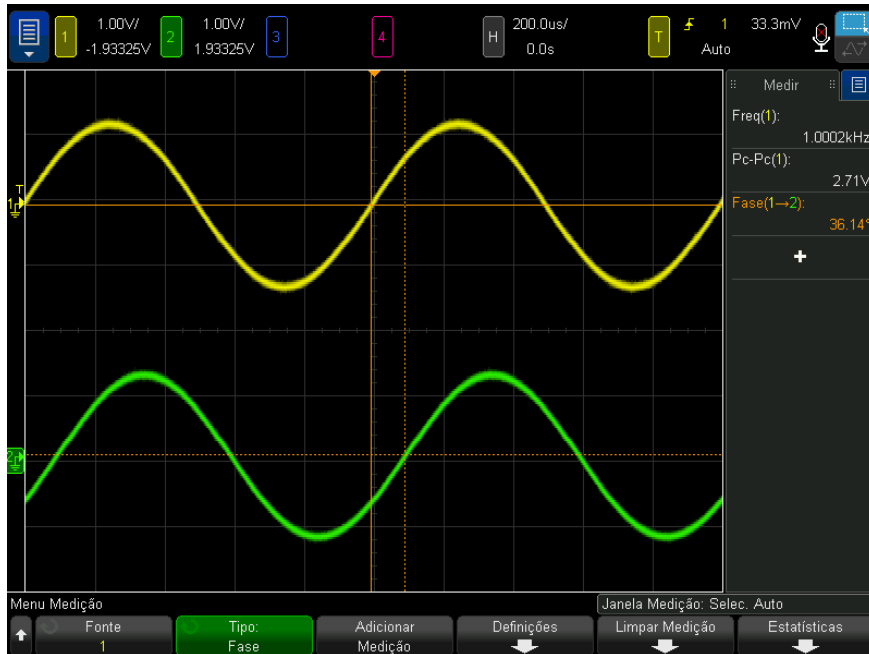 1 1.00V/ -1.93325V
2 1.00V/ 1.93325V
3
4
H 200.0us/ 0.0s
T 1 33.3mV Auto
Medir
Freq(1):
1.0002kHz
Pc-Pc(1):
2.71V
Fase(1→2):
36.14°
+
T
1
2
Menu Medição
Janela Medição: Selec. Auto
Fonte
1
Tipo:
Fase
Adicionar
Medição
Definições
Limpar Medição
Estatísticas